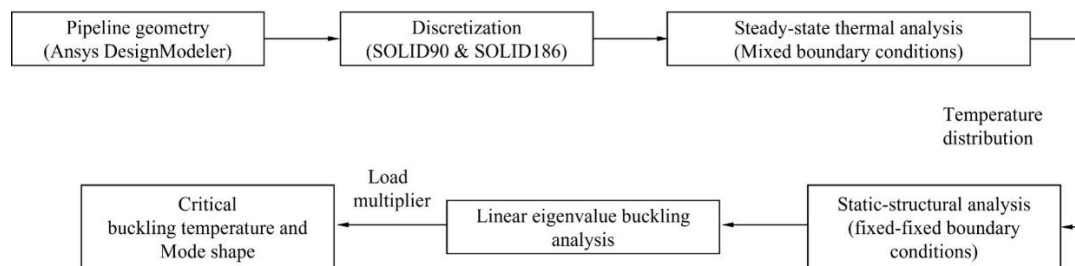 Pipeline geometry
(Ansys DesignModeler)
Discretization
(SOLID90 & SOLID186)
Steady-state thermal analysis
(Mixed boundary conditions)
Temperature
distribution
Static-structural analysis
(fixed-fixed boundary
conditions)
Linear eigenvalue buckling
analysis
Load
multiplier
Critical
buckling temperature and
Mode shape